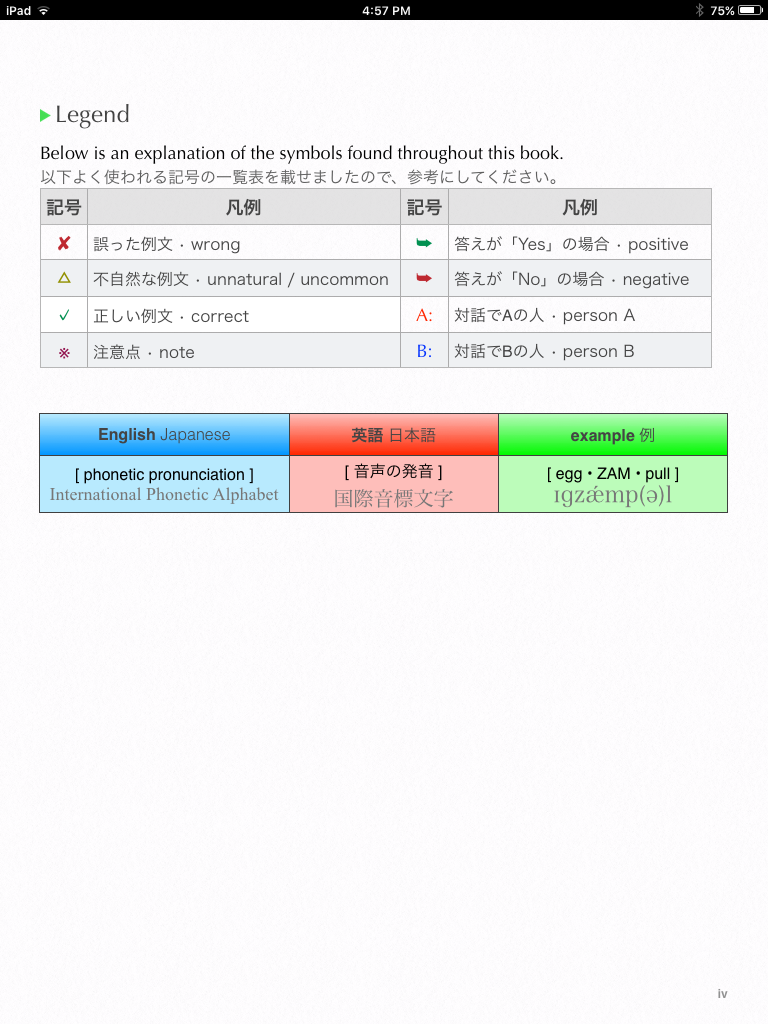 iPad 4:57 PM 75%
Legend
Below is an explanation of the symbols found throughout this book.
以下よく使われる記号の一覧表を載せましたので、参考にしてください。
記号 凡例 記号 凡例
✘ 誤った例文・wrong ➥ 答えが「Yes」の場合・positive
△ 不自然な例文・unnatural / uncommon ➥ 答えが「No」の場合・negative
✓ 正しい例文・correct A: 対話でAの人・person A
※ 注意点・note B: 対話でBの人・person B
English Japanese 英語 日本語 example 例
[ phonetic pronunciation ] [ 音声の発音 ] [ egg・ZAM・pull ]
International Phonetic Alphabet 国際音標文字 ɪgzǽmp(ə)l
iv